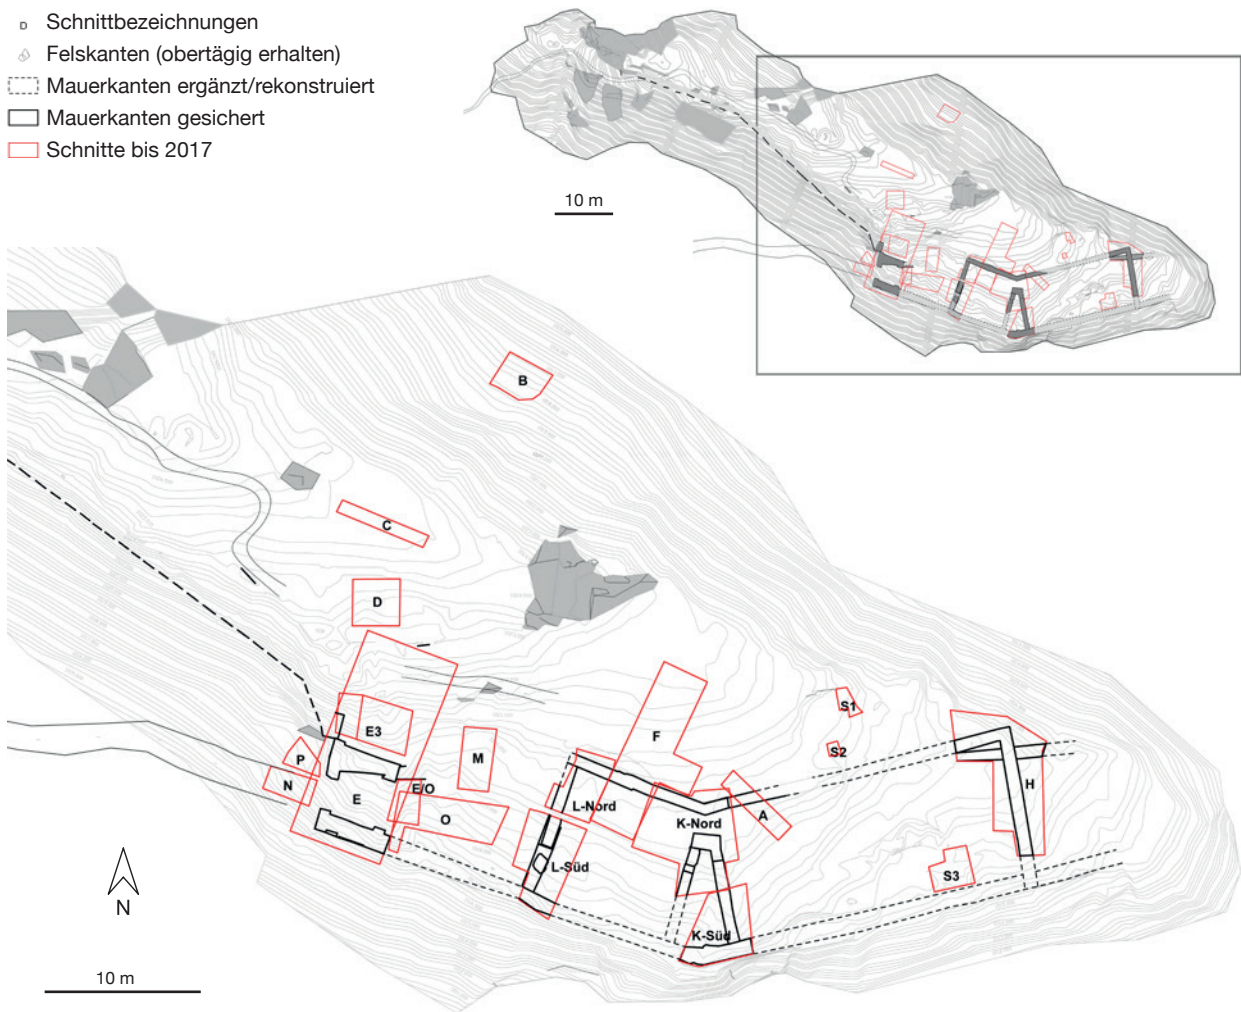 D Schnittbezeichnungen
Felskanten (obertägig erhalten)
Mauerkanten ergänzt/rekonstruiert
Mauerkanten gesichert
Schnitte bis 2017
10 m
B
C
D
S1
E3
F
S2
P
M
H
N
E
E/O
L-Nord
O
A
K-Nord
L-Süd
S3
K-Süd
N
10 m